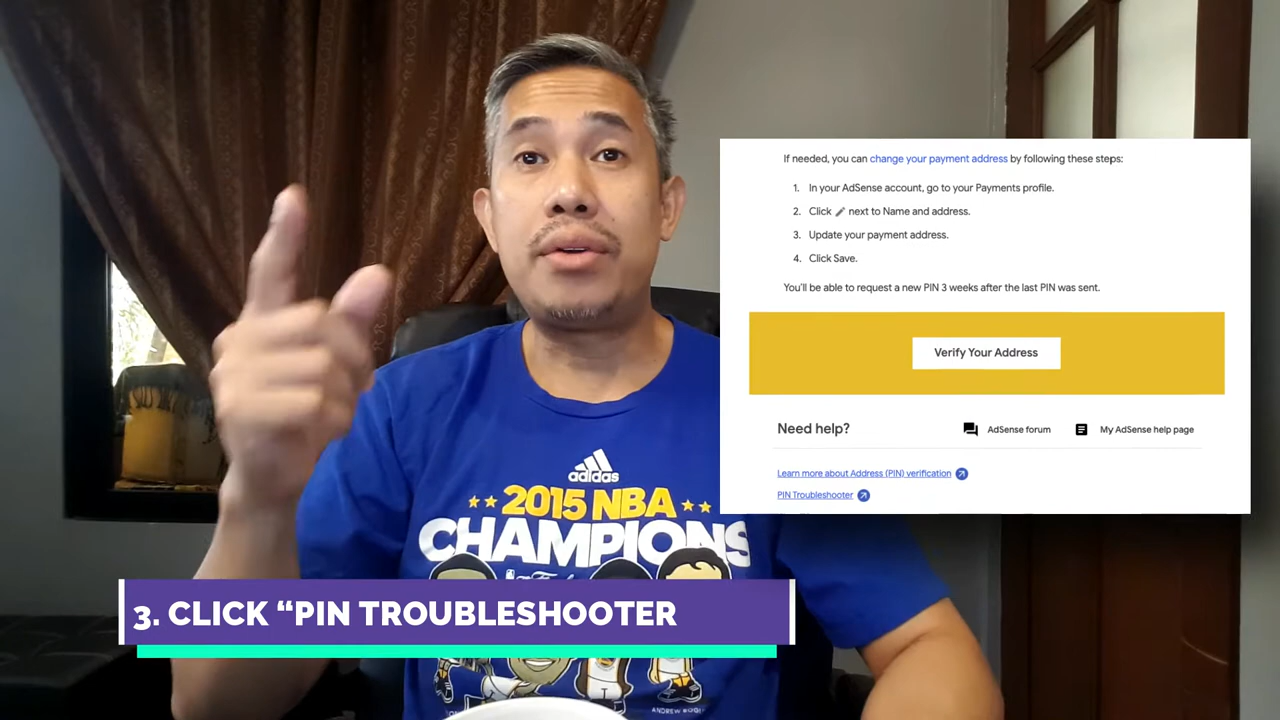 If needed, you can change your payment address by following these steps:
1. In your AdSense account, go to your Payments profile.
2. Click next to Name and address.
3. Update your payment address.
4. Click Save.
You'll be able to request a new PIN 3 weeks after the last PIN was sent.
Verify Your Address
Need help?
AdSense forum
My AdSense help page
Learn more about Address (PIN) verification
PIN Troubleshooter
adidas
2015 NBA
CHAMPIONS
3. CLICK “PIN TROUBLESHOOTER